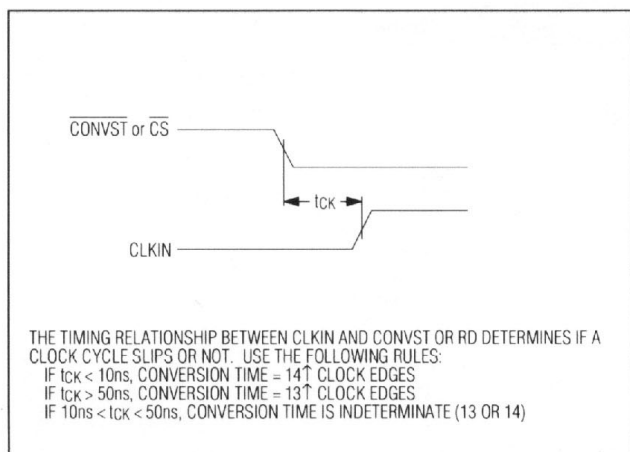 CONVST or CS
tCK
CLKIN
THE TIMING RELATIONSHIP BETWEEN CLKIN AND CONVST OR RD DETERMINES IF A
CLOCK CYCLE SLIPS OR NOT. USE THE FOLLOWING RULES:
IF tCK < 10ns, CONVERSION TIME = 14↑ CLOCK EDGES
IF tCK > 50ns, CONVERSION TIME = 13↑ CLOCK EDGES
IF 10ns < tCK < 50ns, CONVERSION TIME IS INDETERMINATE (13 OR 14)